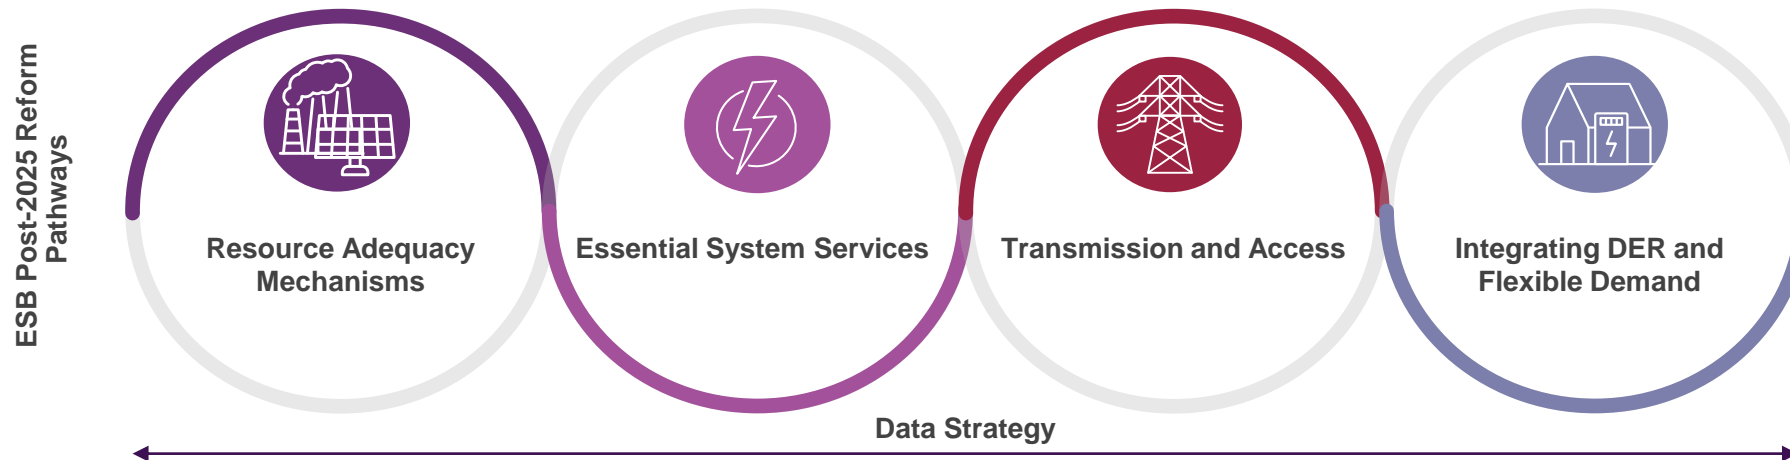 ESB Post-2025 Reform
Pathways
Resource Adequacy
Mechanisms
Essential System Services
Transmission and Access
Integrating DER and
Flexible Demand
Data Strategy